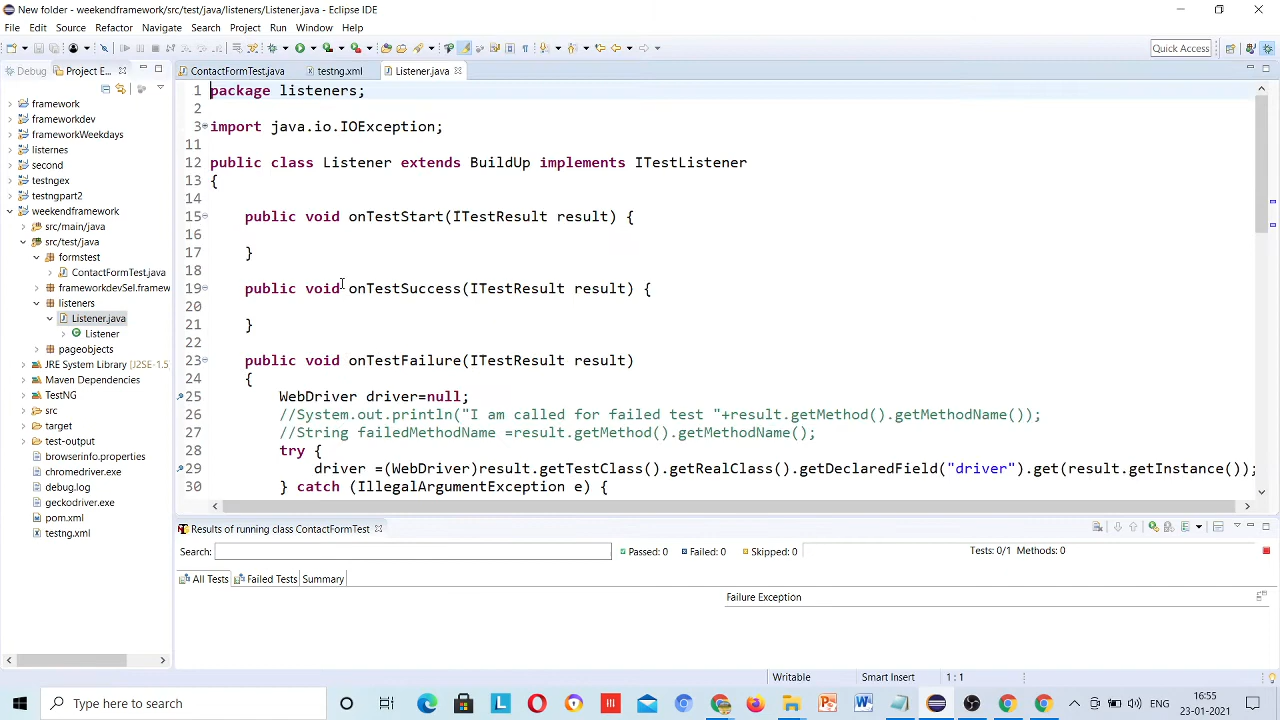 New folder - weekendframework/src/test/java/listeners/Listener.java - Eclipse IDE
File Edit Source Refactor Navigate Search Project Run Window Help
Quick Access
Debug Project E...
ContactFormTest.java testng.xml Listener.java
framework
frameworkdev
frameworkWeekdays
listernes
second
testngex
testngpart2
weekendframework
src/main/java
src/test/java
formstest
ContactFormTest.java
frameworkdevSel.framew
listeners
Listener.java
Listener
pageobjects
JRE System Library [J2SE-1.5]
Maven Dependencies
TestNG
src
target
test-output
browserinfo.properties
chromedriver.exe
debug.log
geckodriver.exe
pom.xml
testng.xml
1 package listeners;
2
3 import java.io.IOException;
11
12 public class Listener extends BuildUp implements ITestListener
13 {
14
15 public void onTestStart(ITestResult result) {
16
17 }
18
19 public void onTestSuccess(ITestResult result) {
20
21 }
22
23 public void onTestFailure(ITestResult result)
24 {
25 WebDriver driver=null;
26 //System.out.println("I am called for failed test "+result.getMethod().getMethodName());
27 //String failedMethodName =result.getMethod().getMethodName();
28 try {
29 driver =(WebDriver)result.getTestClass().getRealClass().getDeclaredField("driver").get(result.getInstance());
30 } catch (IllegalArgumentException e) {
Results of running class ContactFormTest
Search: Passed: 0 Failed: 0 Skipped: 0 Tests: 0/1 Methods: 0
All Tests Failed Tests Summary
Failure Exception
Writable Smart Insert 1 : 1
Type here to search
16:55
23-01-2021